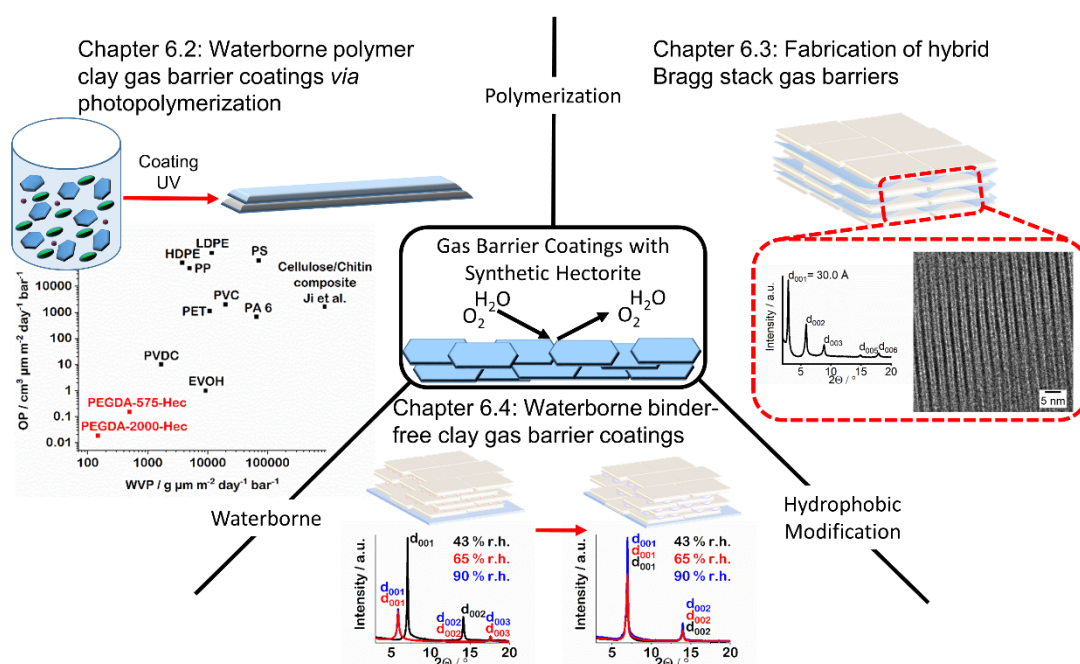 Chapter 6.2: Waterborne polymer
clay gas barrier coatings via
photopolymerization
Coating
UV
OP / cm³ µm m⁻² day⁻¹ bar⁻¹
10000
1000
100
10
1
0.1
0.01
LDPE
HDPE
PP
PS
Cellulose/Chitin
composite
Ji et al.
PET
PVC
PA 6
PVDC
EVOH
PEGDA-575-Hec
PEGDA-2000-Hec
100
1000
10000
100000
WVP / g µm m⁻² day⁻¹ bar⁻¹
Polymerization
Chapter 6.3: Fabrication of hybrid
Bragg stack gas barriers
Intensity / a.u.
d₀₀₁= 30.0 Å
d₀₀₂
d₀₀₃
d₀₀₅
d₀₀₆
5 10 15 20
2Θ / °
5 nm
Gas Barrier Coatings with
Synthetic Hectorite
H₂O
O₂
H₂O
O₂
Chapter 6.4: Waterborne binder-
free clay gas barrier coatings
Waterborne
Hydrophobic
Modification
Intensity / a.u.
d₀₀₁
43 % r.h.
65 % r.h.
90 % r.h.
d₀₀₁
d₀₀₁
d₀₀₂
d₀₀₂
d₀₀₂
d₀₀₃
d₀₀₃
5 10 15 20
2Θ / °
Intensity / a.u.
d₀₀₁
d₀₀₁
d₀₀₁
43 % r.h.
65 % r.h.
90 % r.h.
d₀₀₂
d₀₀₂
d₀₀₂
5 10 15 20
2Θ / °